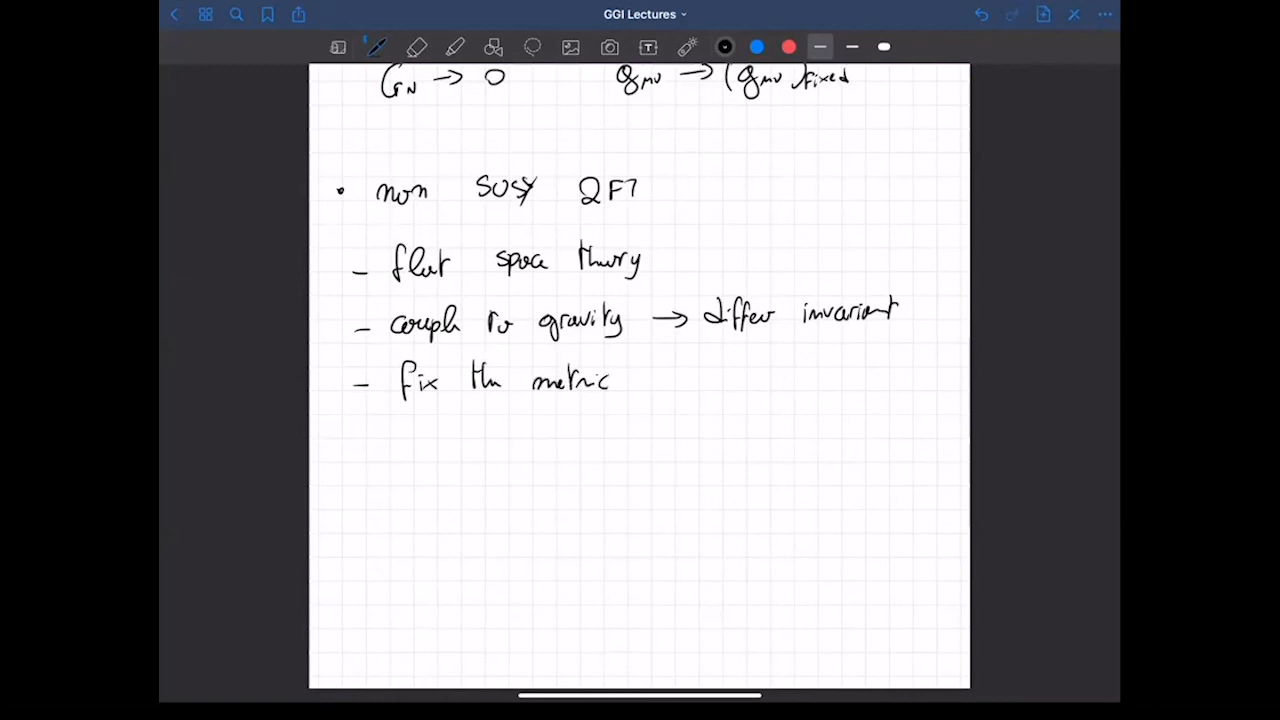 GGI Lectures
G_N → 0 g_μν → (g_μν)fixed
• non SUSY QFT
- flat space theory
- couple to gravity → diffeo invariant
- fix the metric